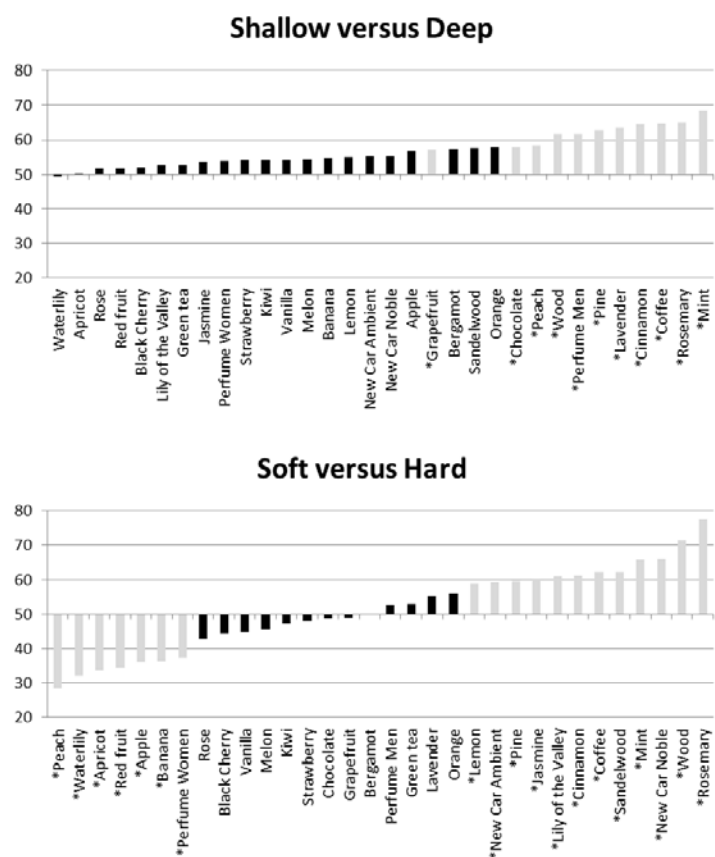 Shallow versus Deep
80
70
60
50
40
30
20
Waterlily
Apricot
Rose
Red fruit
Black Cherry
Lily of the Valley
Green tea
Jasmine
Perfume Women
Strawberry
Kiwi
Vanilla
Melon
Banana
Lemon
New Car Ambient
New Car Noble
Apple
*Grapefruit
Bergamot
Sandelwood
Orange
*Chocolate
*Peach
*Wood
*Perfume Men
*Pine
*Lavender
*Cinnamon
*Coffee
*Rosemary
*Mint
Soft versus Hard
80
70
60
50
40
30
20
*Peach
*Waterlily
*Apricot
*Red fruit
*Apple
*Banana
*Perfume Women
Rose
Black Cherry
Vanilla
Melon
Kiwi
Strawberry
Chocolate
Grapefruit
Bergamot
Perfume Men
Green tea
Lavender
Orange
*Lemon
*New Car Ambient
*Pine
*Jasmine
*Lily of the Valley
*Cinnamon
*Coffee
*Sandelwood
*Mint
*New Car Noble
*Wood
*Rosemary